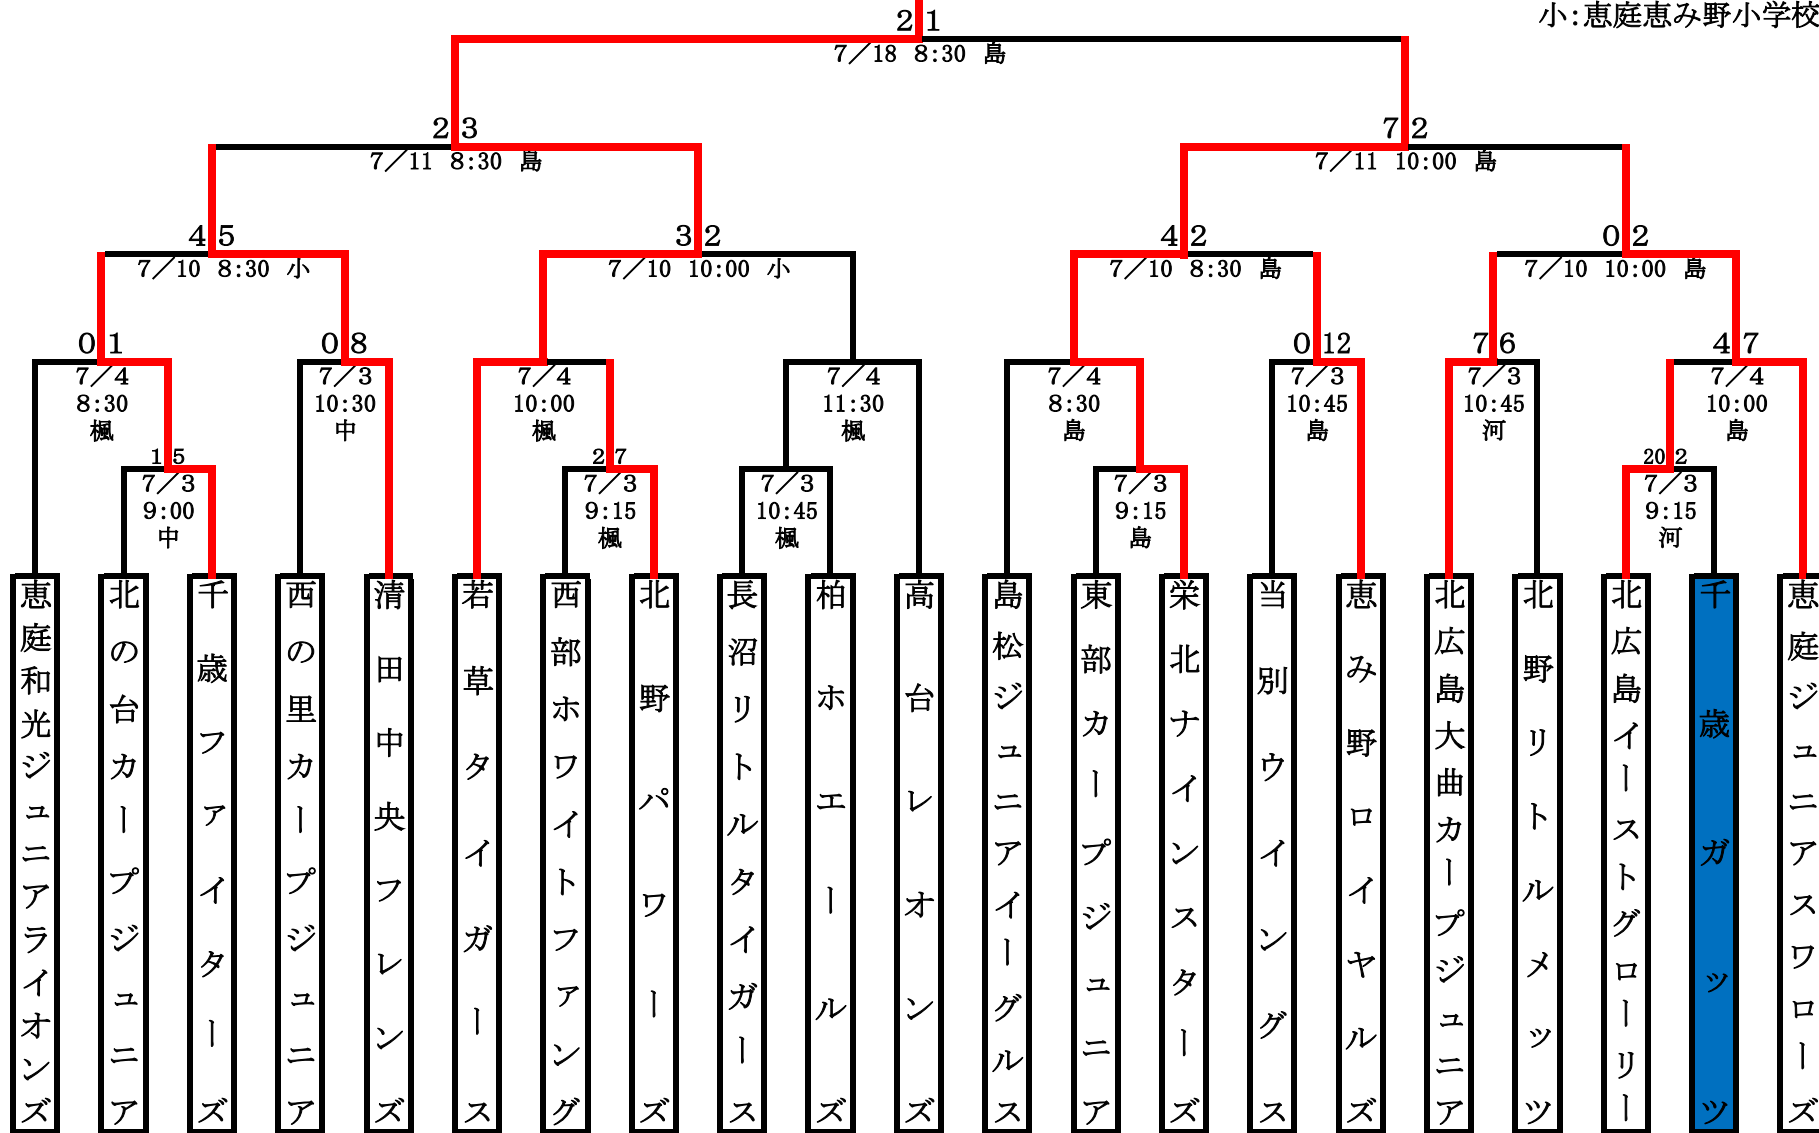 小：恵庭恵み野小学校
2 1
7／18 8:30 島
2 3
7／11 8:30 島
7 2
7／11 10:00 島
4 5
7／10 8:30 小
3 2
7／10 10:00 小
4 2
7／10 8:30 島
0 2
7／10 10:00 島
0 1
7／4
8:30
楓
0 8
7／3
10:30
中
7／4
10:00
楓
7／4
11:30
楓
7／4
8:30
島
0 12
7／3
10:45
島
7 6
7／3
10:45
河
4 7
7／4
10:00
島
1 5
7／3
9:00
中
2 7
7／3
9:15
楓
7／3
10:45
楓
7／3
9:15
島
20 2
7／3
9:15
河
恵庭和光ジュニアライオンズ
北の台カープジュニア
千歳ファイターズ
西の里カープジュニア
清田中央フレンズ
若草タイガース
西部ホワイトファング
北野パワーズ
長沼リトルタイガース
柏ホエールズ
高台レオンズ
島松ジュニアイーグルス
東部カープジュニア
栄北ナインスターズ
当別ウイングス
恵み野ロイヤルズ
北広島大曲カープジュニア
北野リトルメッツ
北広島イーストグローリー
千歳ガッツ
恵庭ジュニアスワローズ